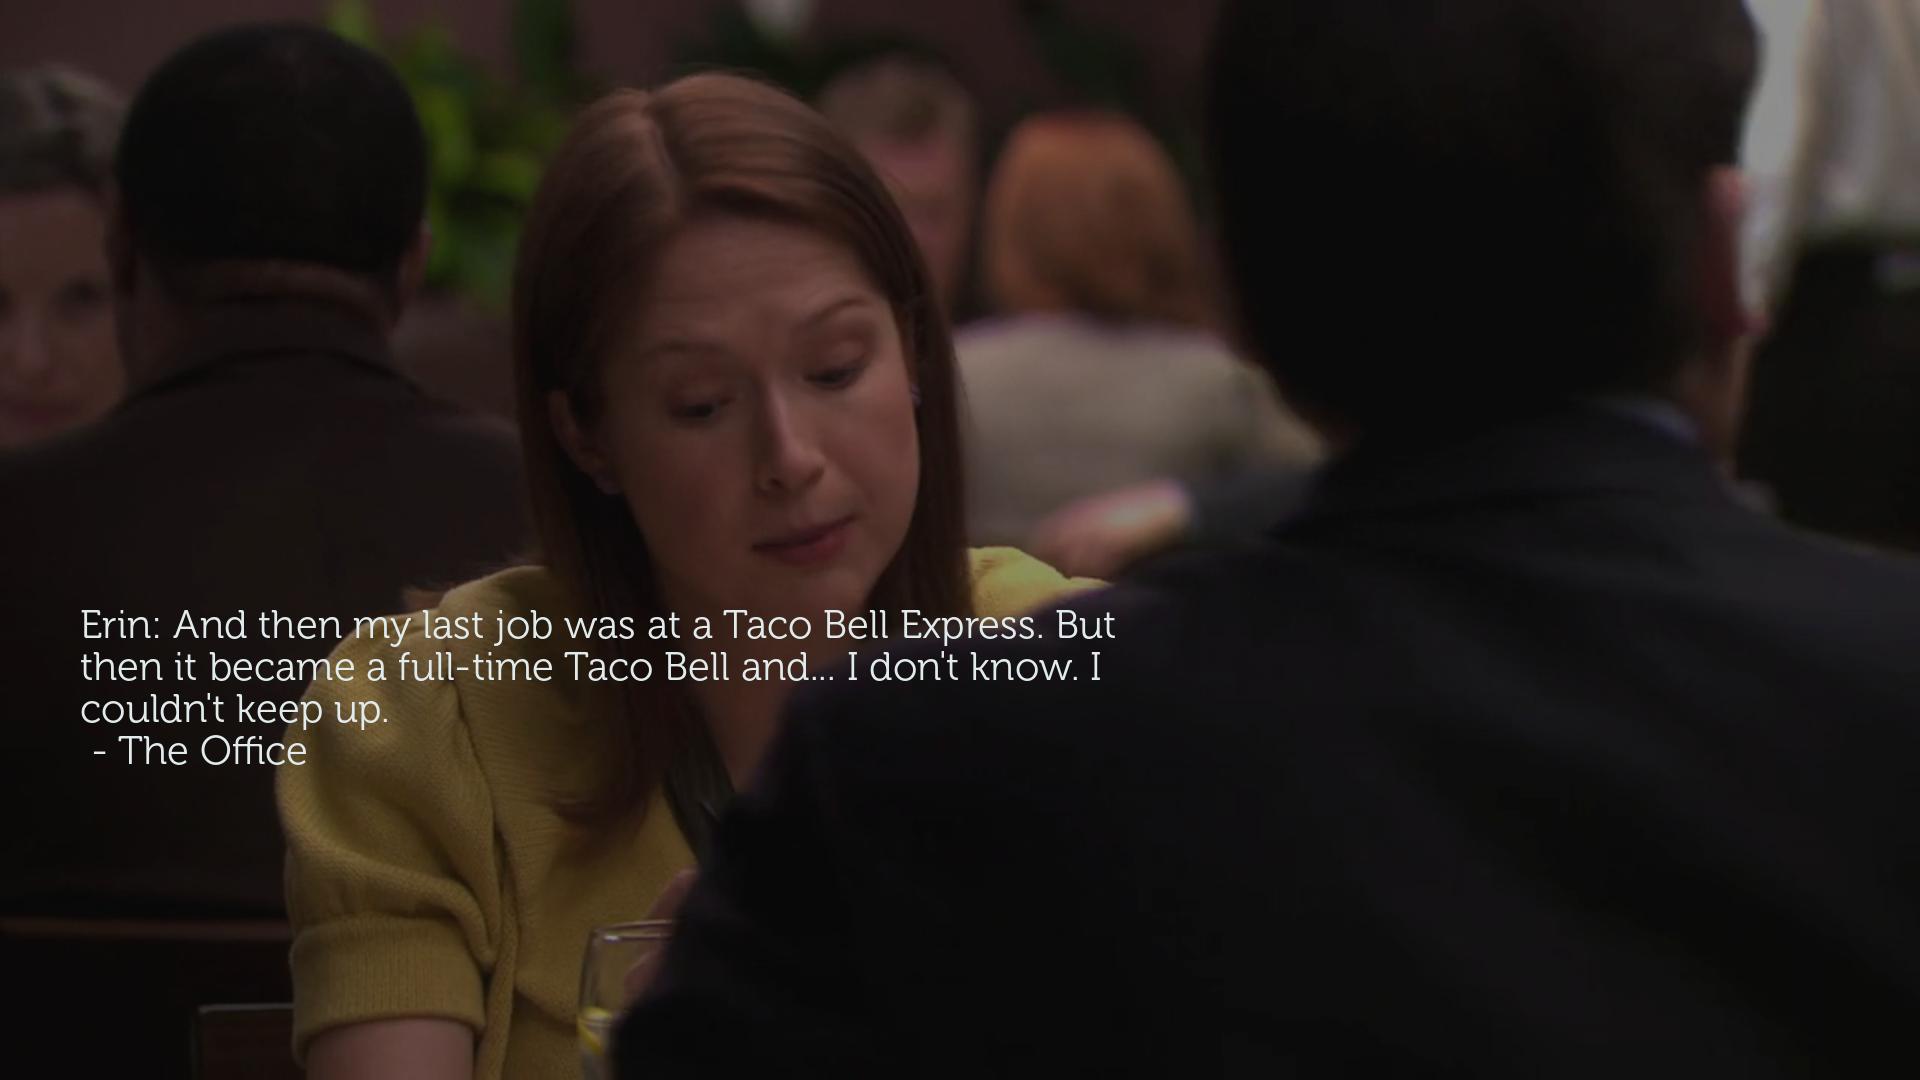 Erin: And then my last job was at a Taco Bell Express. But
then it became a full-time Taco Bell and... I don't know. I
couldn't keep up.
- The Office